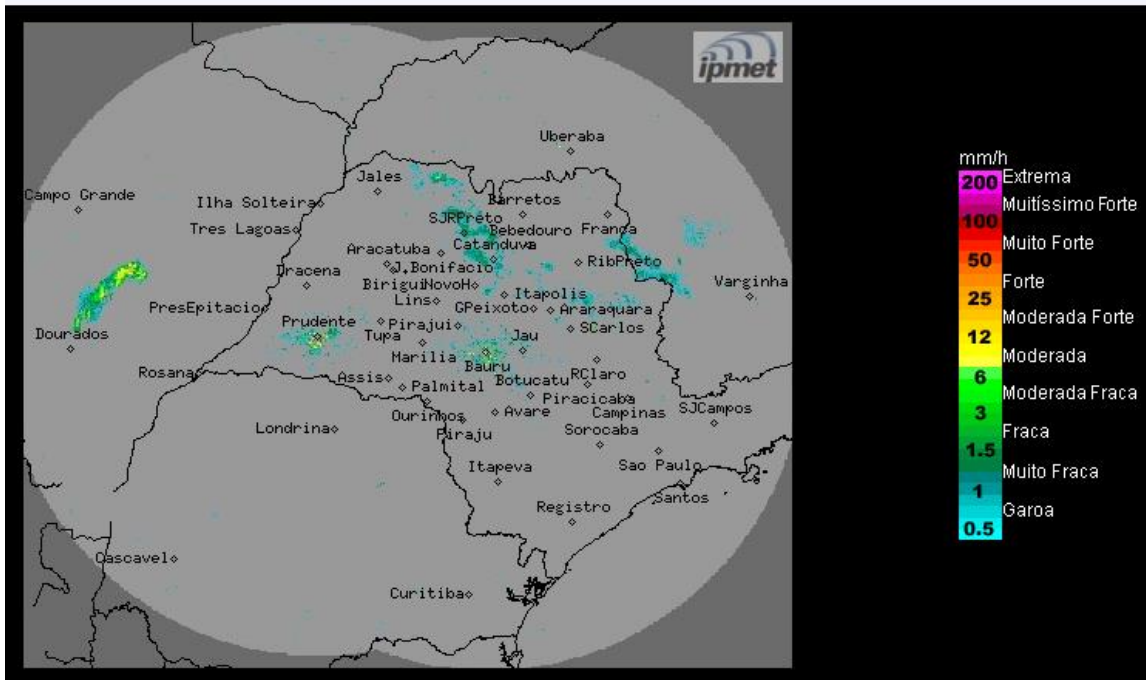 ipmet
Uberaba
Jales
Campo Grande
Ilha Solteira
Barretos
SJRPreto
Tres Lagoas
Bebedouro
Franca
Catanduva
Aracatuba
RibPreto
J.Bonifacio
Dracena
Varginha
Birigui
NovoH
Itapolis
Lins
PresEpitacio
GPeixoto
Araraquara
Prudente
Pirajui
SCarlos
Dourados
Tupa
Jau
Marilia
Bauru
Rosana
Assis
RClaro
Palmital
Botucatu
Piracicaba
Ourinhos
Avare
Campinas
SJCampos
Londrina
Piraju
Sorocaba
Itapeva
Sao Paulo
Santos
Registro
Cascavel
Curitiba
mm/h
200 Extrema
Muitíssimo Forte
100
Muito Forte
50
Forte
25
Moderada Forte
12
Moderada
6
Moderada Fraca
3
Fraca
1.5
Muito Fraca
1
Garoa
0.5